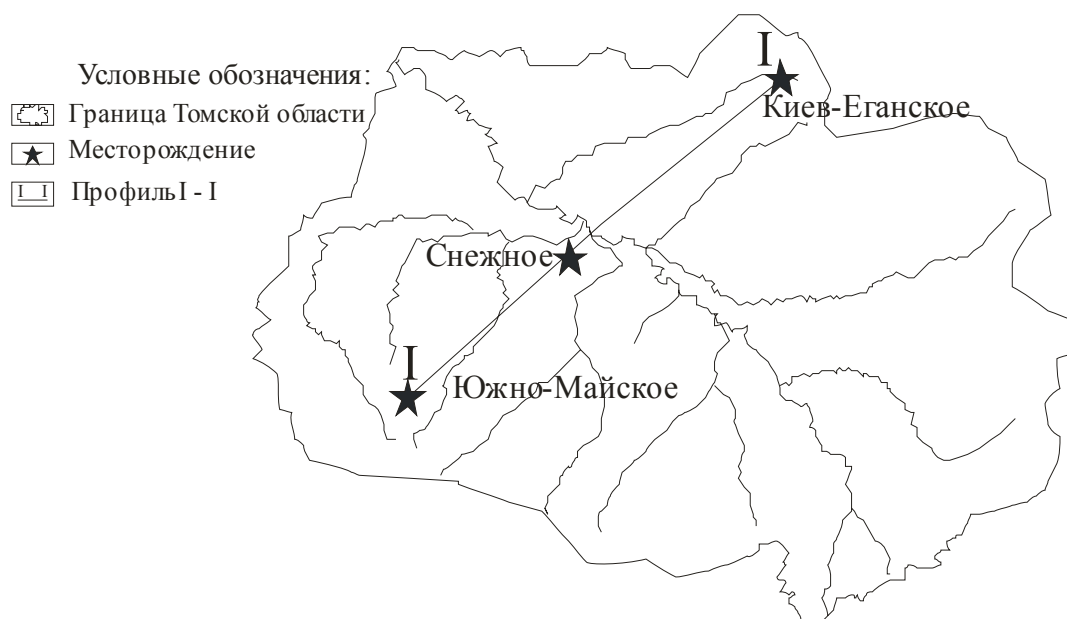 I
Условные обозначения:
Граница Томской области
Киев-Еганское
Месторождение
I I
Профиль I - I
Снежное
I
Южно-Майское